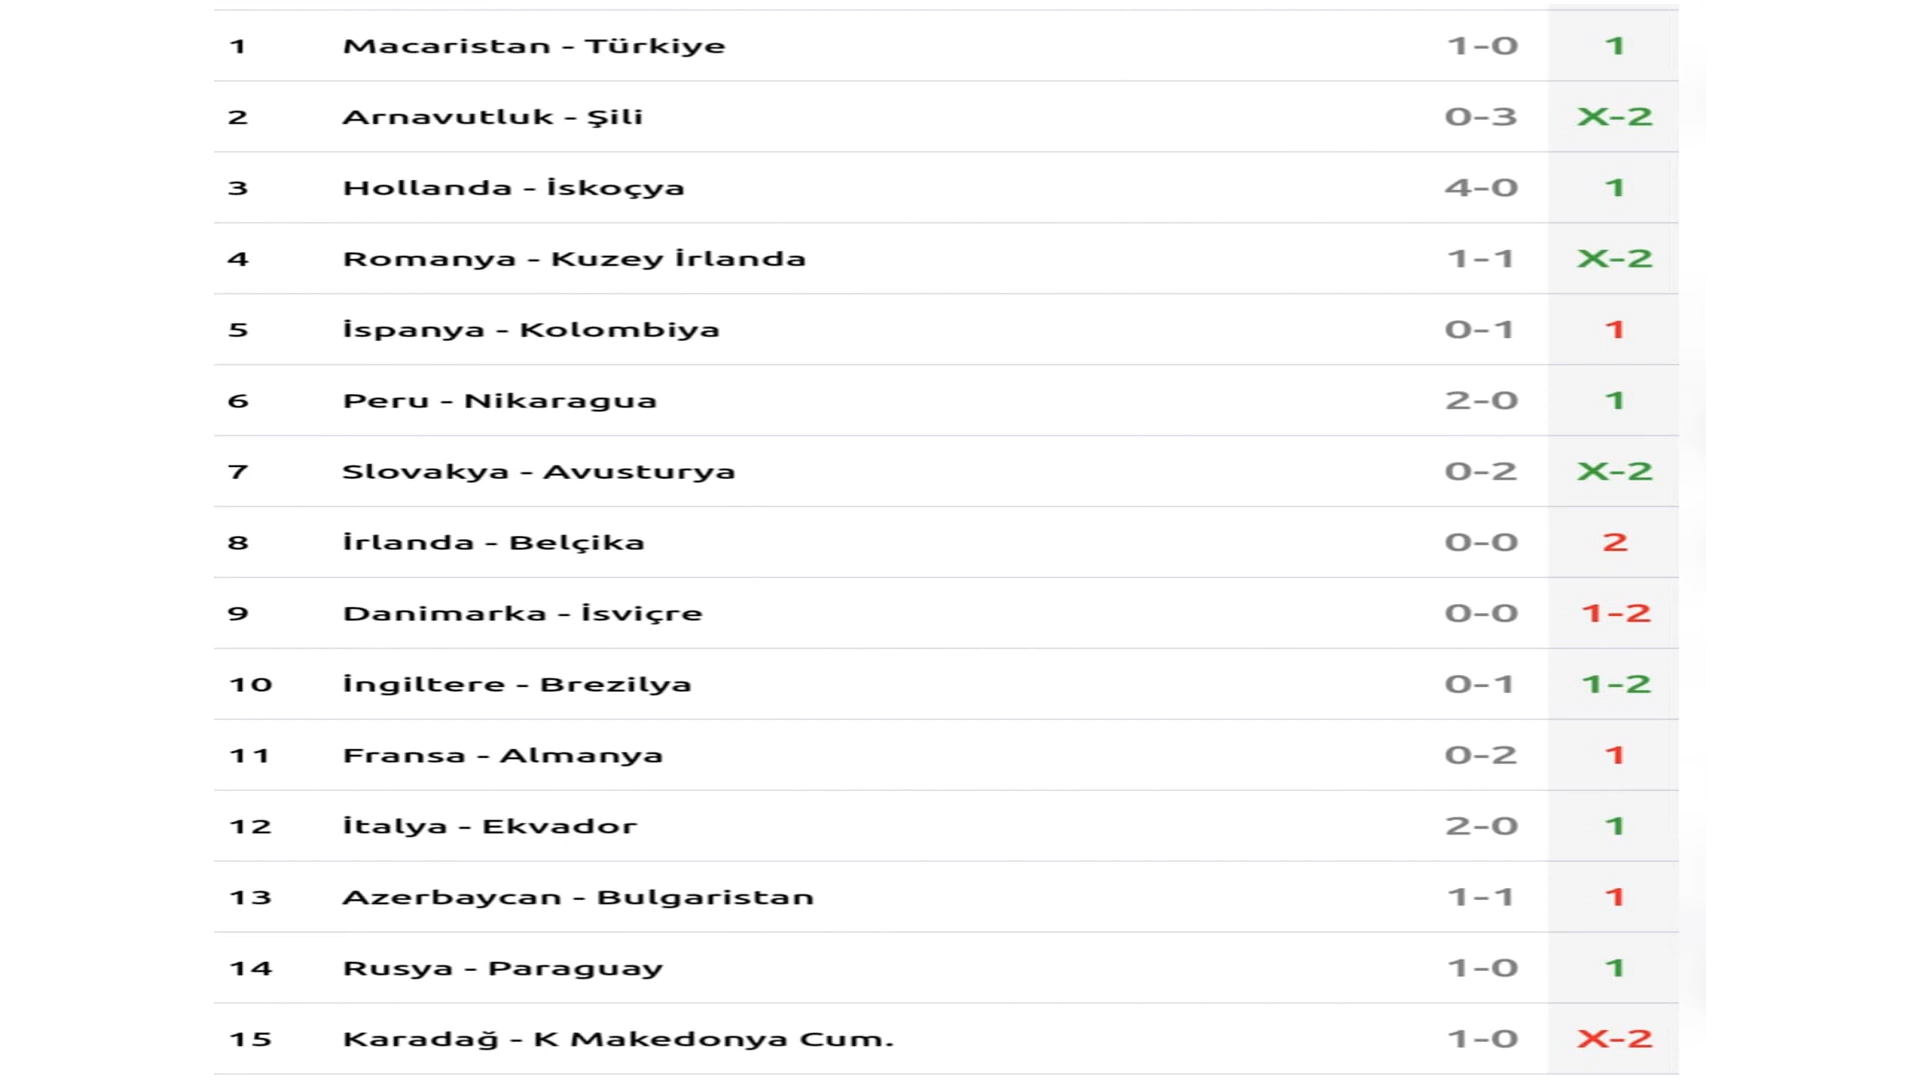 1 Macaristan - Türkiye 1-0 1
2 Arnavutluk - Şili 0-3 X-2
3 Hollanda - İskoçya 4-0 1
4 Romanya - Kuzey İrlanda 1-1 X-2
5 İspanya - Kolombiya 0-1 1
6 Peru - Nikaragua 2-0 1
7 Slovakya - Avusturya 0-2 X-2
8 İrlanda - Belçika 0-0 2
9 Danimarka - İsviçre 0-0 1-2
10 İngiltere - Brezilya 0-1 1-2
11 Fransa - Almanya 0-2 1
12 İtalya - Ekvador 2-0 1
13 Azerbaycan - Bulgaristan 1-1 1
14 Rusya - Paraguay 1-0 1
15 Karadağ - K Makedonya Cum. 1-0 X-2